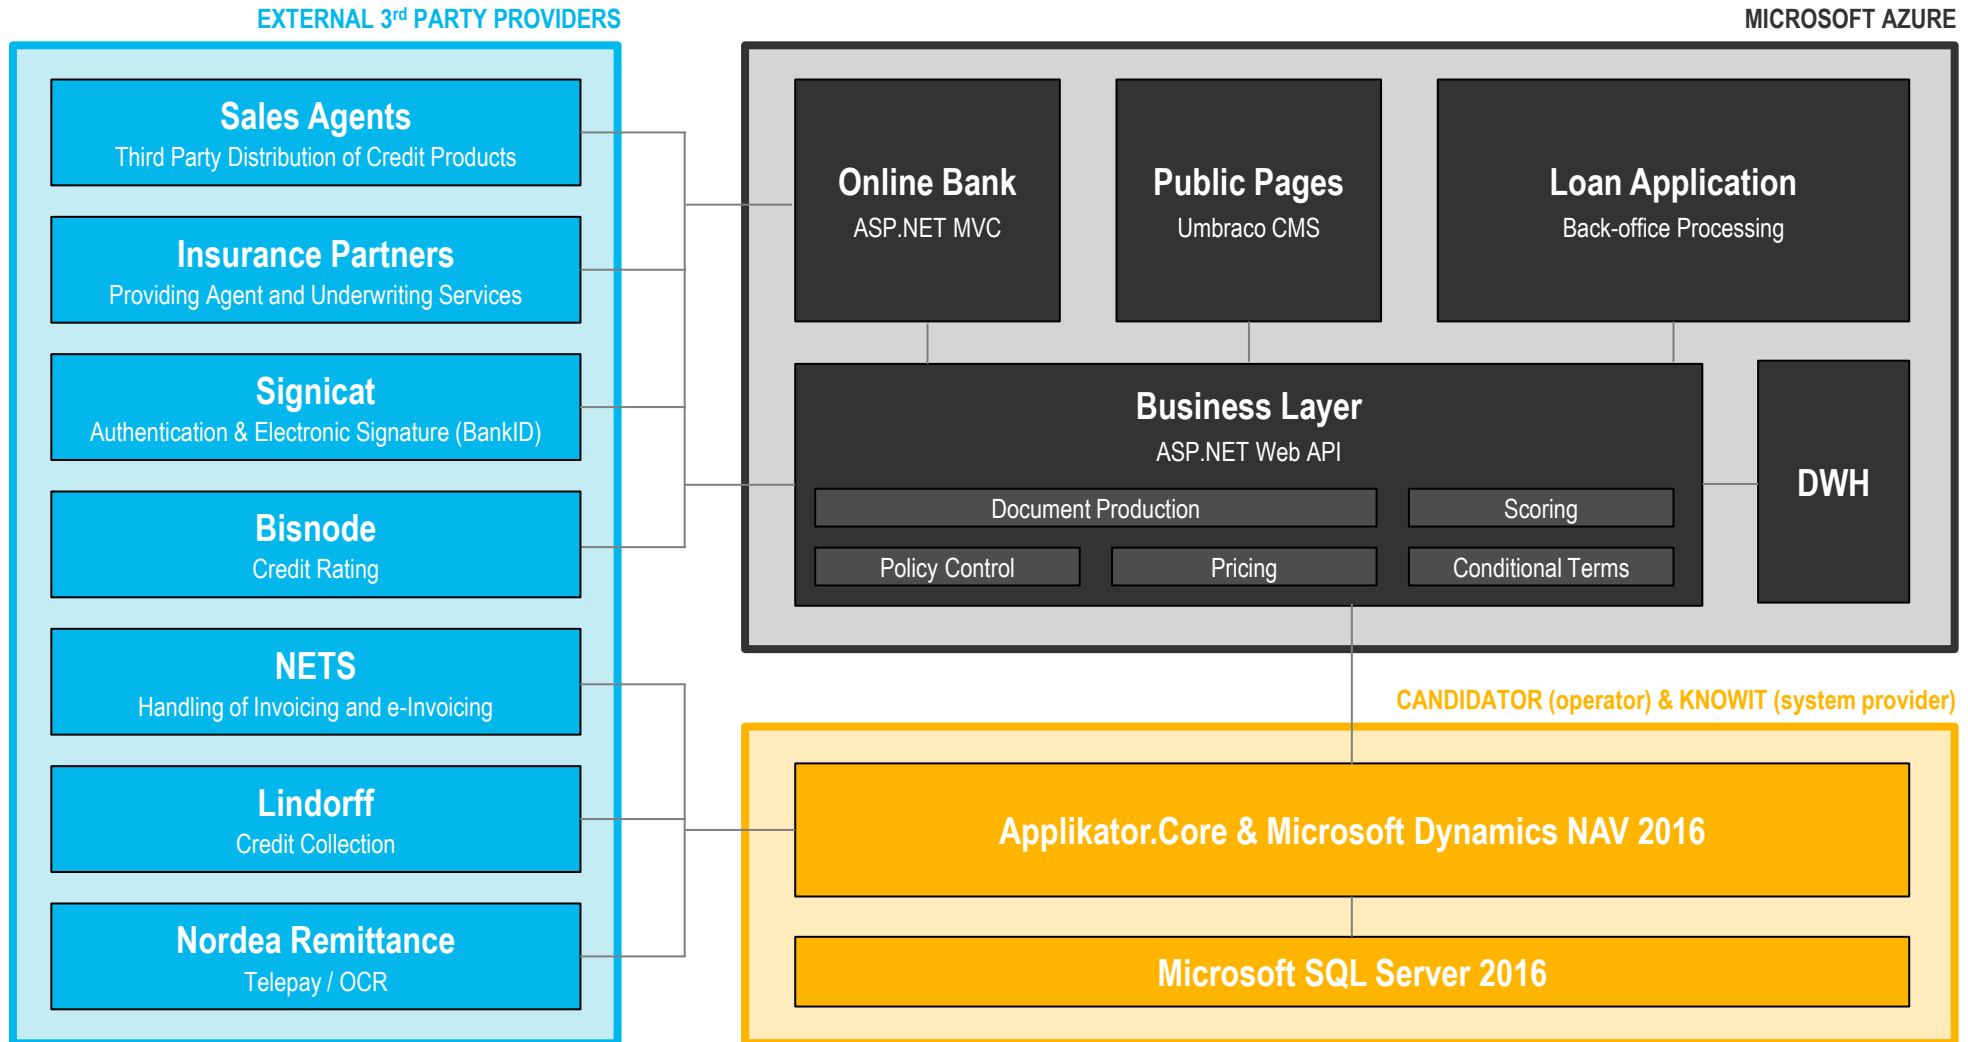 EXTERNAL 3rd PARTY PROVIDERS
Sales Agents
Third Party Distribution of Credit Products
Insurance Partners
Providing Agent and Underwriting Services
Signicat
Authentication & Electronic Signature (BankID)
Bisnode
Credit Rating
NETS
Handling of Invoicing and e-Invoicing
Lindorff
Credit Collection
Nordea Remittance
Telepay / OCR
MICROSOFT AZURE
Online Bank
ASP.NET MVC
Public Pages
Umbraco CMS
Loan Application
Back-office Processing
Business Layer
ASP.NET Web API
Document Production
Scoring
Policy Control
Pricing
Conditional Terms
DWH
CANDIDATOR (operator) & KNOWIT (system provider)
Applikator.Core & Microsoft Dynamics NAV 2016
Microsoft SQL Server 2016